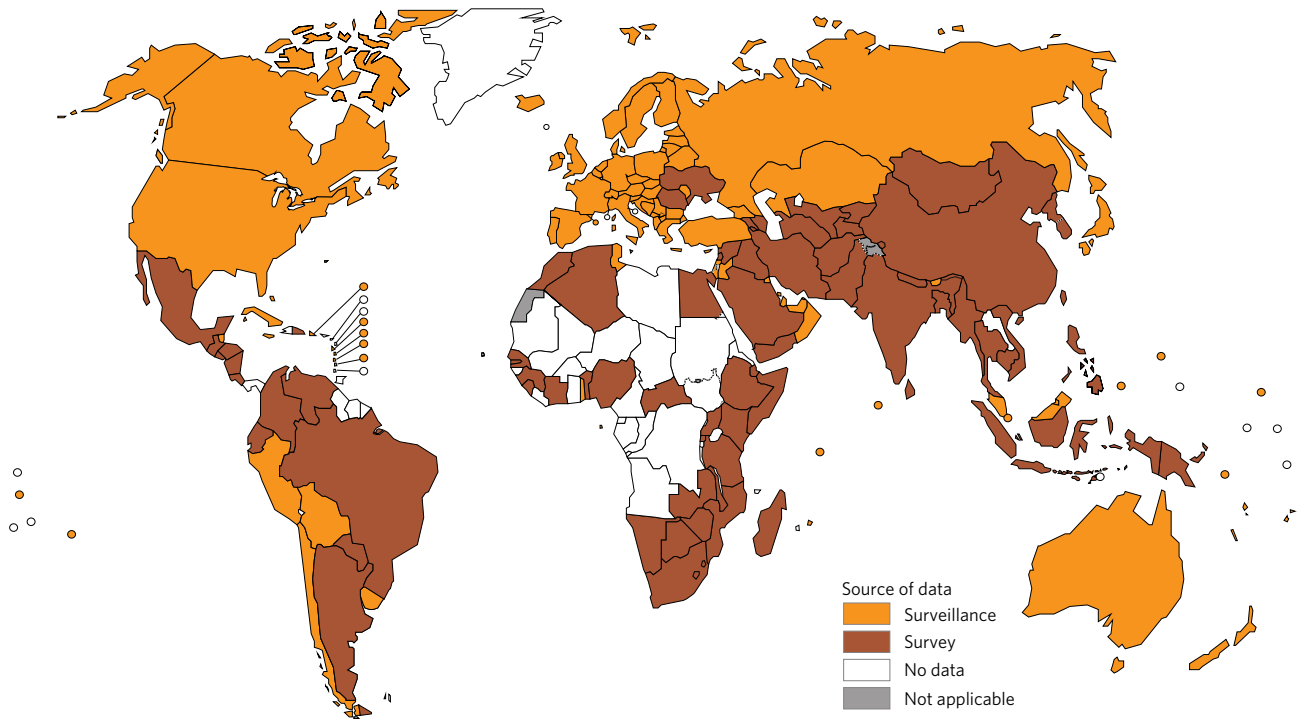 Source of data
Surveillance
Survey
No data
Not applicable